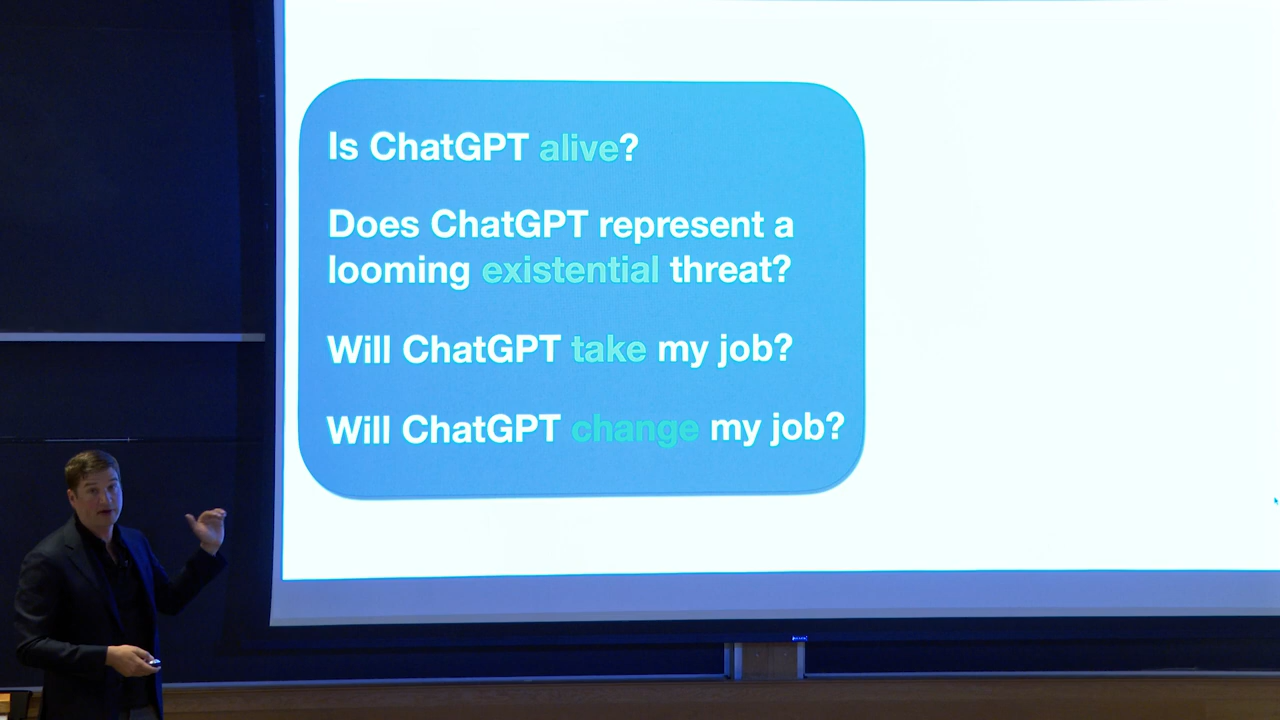 Is ChatGPT alive?
Does ChatGPT represent a
looming existential threat?
Will ChatGPT take my job?
Will ChatGPT change my job?